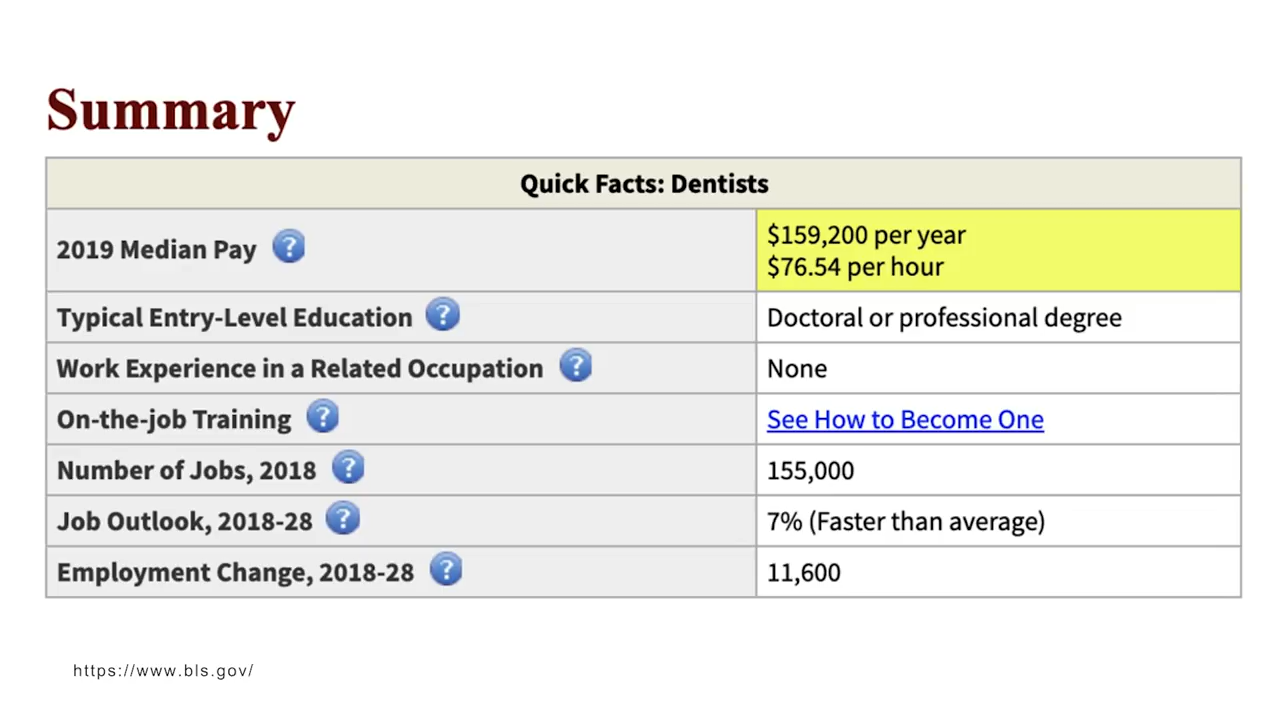 Summary
Quick Facts: Dentists
2019 Median Pay ?
$159,200 per year
$76.54 per hour
Typical Entry-Level Education ?
Doctoral or professional degree
Work Experience in a Related Occupation ?
None
On-the-job Training ?
See How to Become One
Number of Jobs, 2018 ?
155,000
Job Outlook, 2018-28 ?
7% (Faster than average)
Employment Change, 2018-28 ?
11,600
https://www.bls.gov/